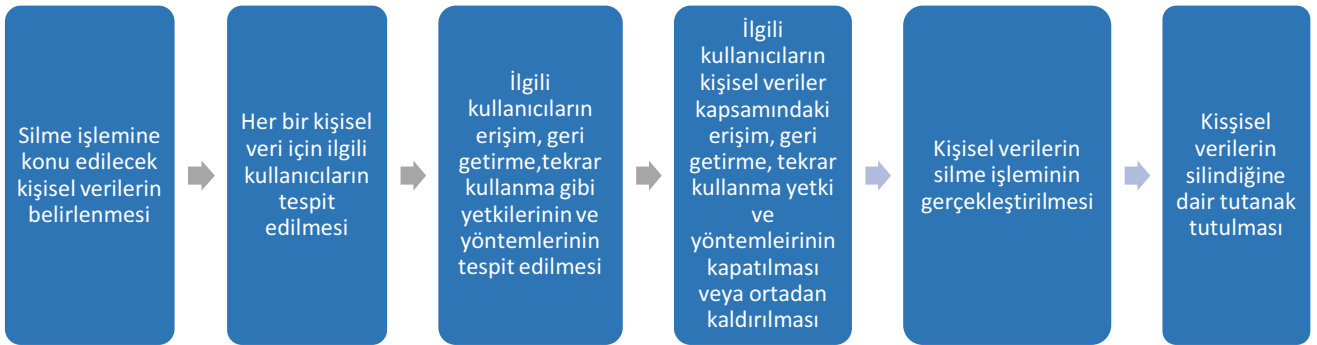 Silme işlemine
konu edilecek
kişisel verilerin
belirlenmesi
Her bir kişisel
veri için ilgili
kullanıcıların
tespit
edilmesi
İlgili
kullanıcıların
erişim, geri
getirme,tekrar
kullanma gibi
yetkilerinin ve
yöntemlerinin
tespit edilmesi
İlgili
kullanıcıların
kişisel veriler
kapsamındaki
erişim, geri
getirme, tekrar
kullanma yetki
ve
yöntemleirinin
kapatılması
veya ortadan
kaldırılması
Kişisel verilerin
silme işleminin
gerçekleştirilmesi
Kisşisel
verilerin
silindiğine
dair tutanak
tutulması